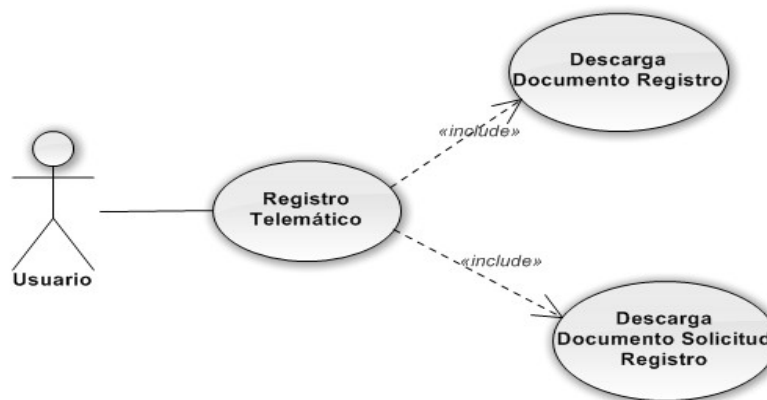 Descarga
Documento Registro
«include»
Registro
Telemático
Usuario
«include»
Descarga
Documento Solicitud
Registro